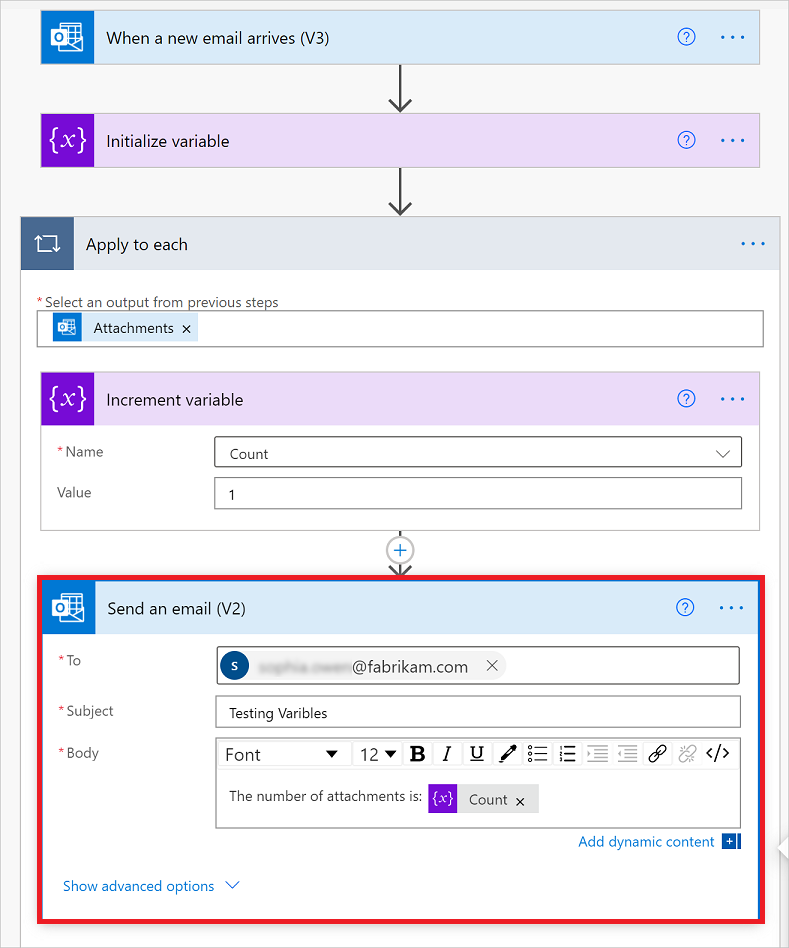 When a new email arrives (V3)
{x} Initialize variable
Apply to each
* Select an output from previous steps
Attachments ×
{x} Increment variable
* Name Count
Value 1
Send an email (V2)
* To S @fabrikam.com ×
* Subject Testing Varibles
* Body Font 12 B I U </>
The number of attachments is: {x} Count ×
Add dynamic content +
Show advanced options